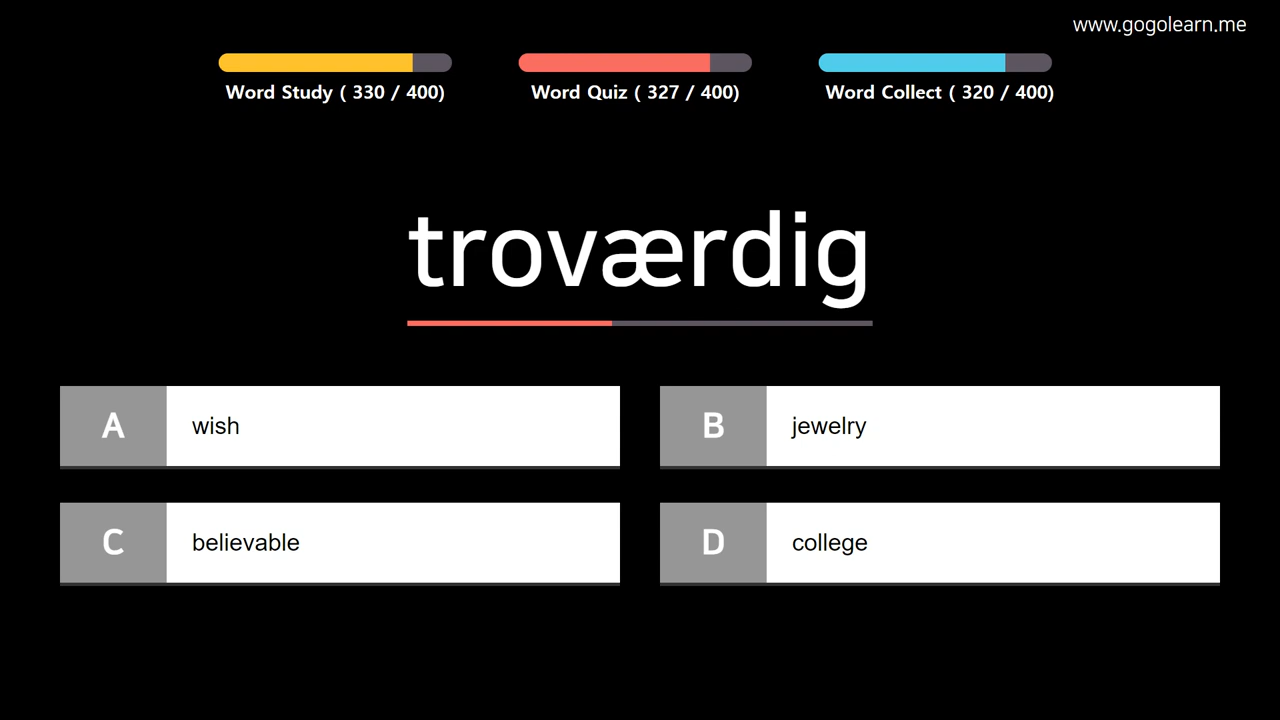 www.gogolearn.me
Word Study ( 330 / 400)
Word Quiz ( 327 / 400)
Word Collect ( 320 / 400)
troværdig
A wish
B jewelry
C believable
D college